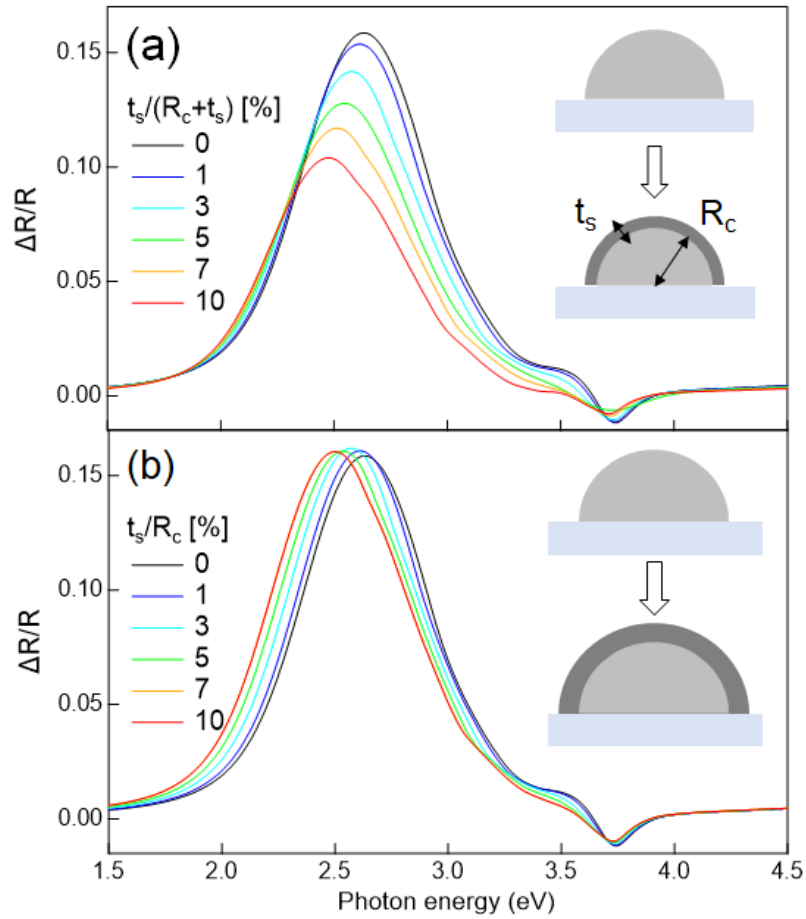 (a)
0.15
t_s/(R_c+t_s) [%]
0
1
0.10
3
5
7
0.05
10
0.00
ΔR/R
t_s
R_c
(b)
0.15
t_s/R_c [%]
0
1
0.10
3
5
7
0.05
10
0.00
ΔR/R
1.5 2.0 2.5 3.0 3.5 4.0 4.5
Photon energy (eV)